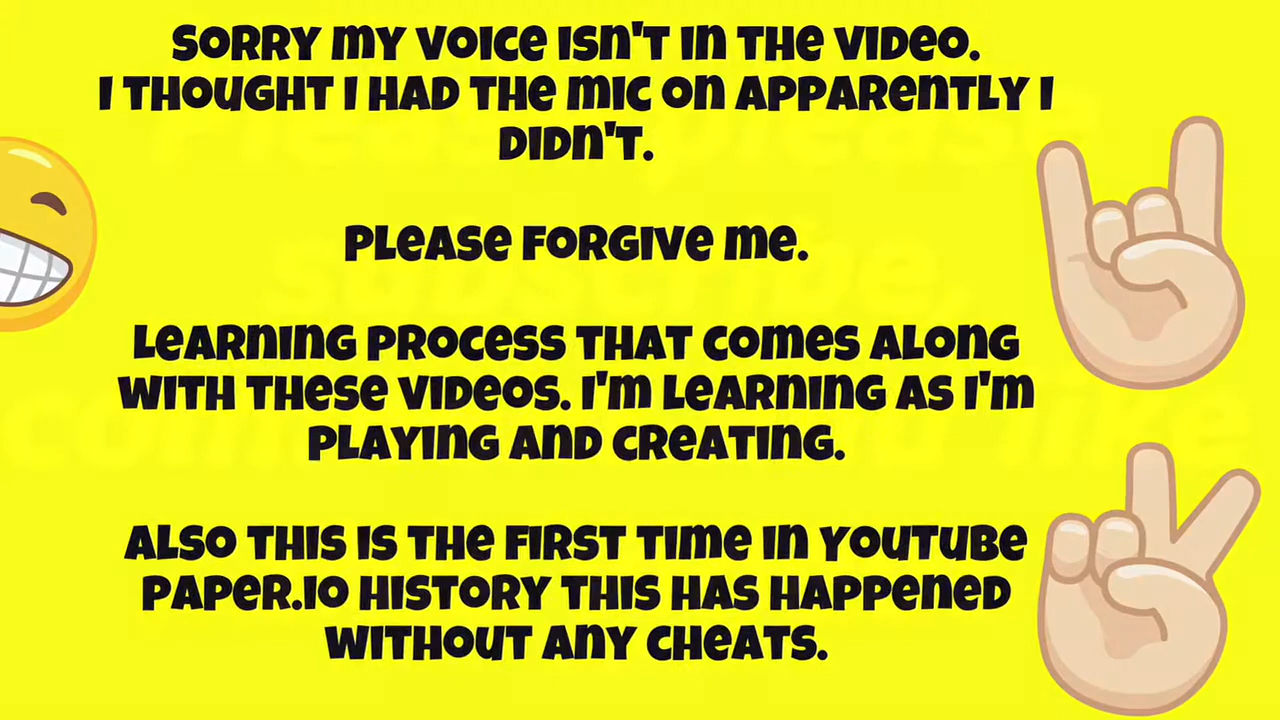 Sorry my voice isn't in the video.
I thought I had the mic on apparently I
didn't.
Please forgive me.
Learning process that comes along
with these videos. I'm learning as I'm
playing and creating.
Also this is the first time in YouTube
Paper.io history this has happened
without any cheats.